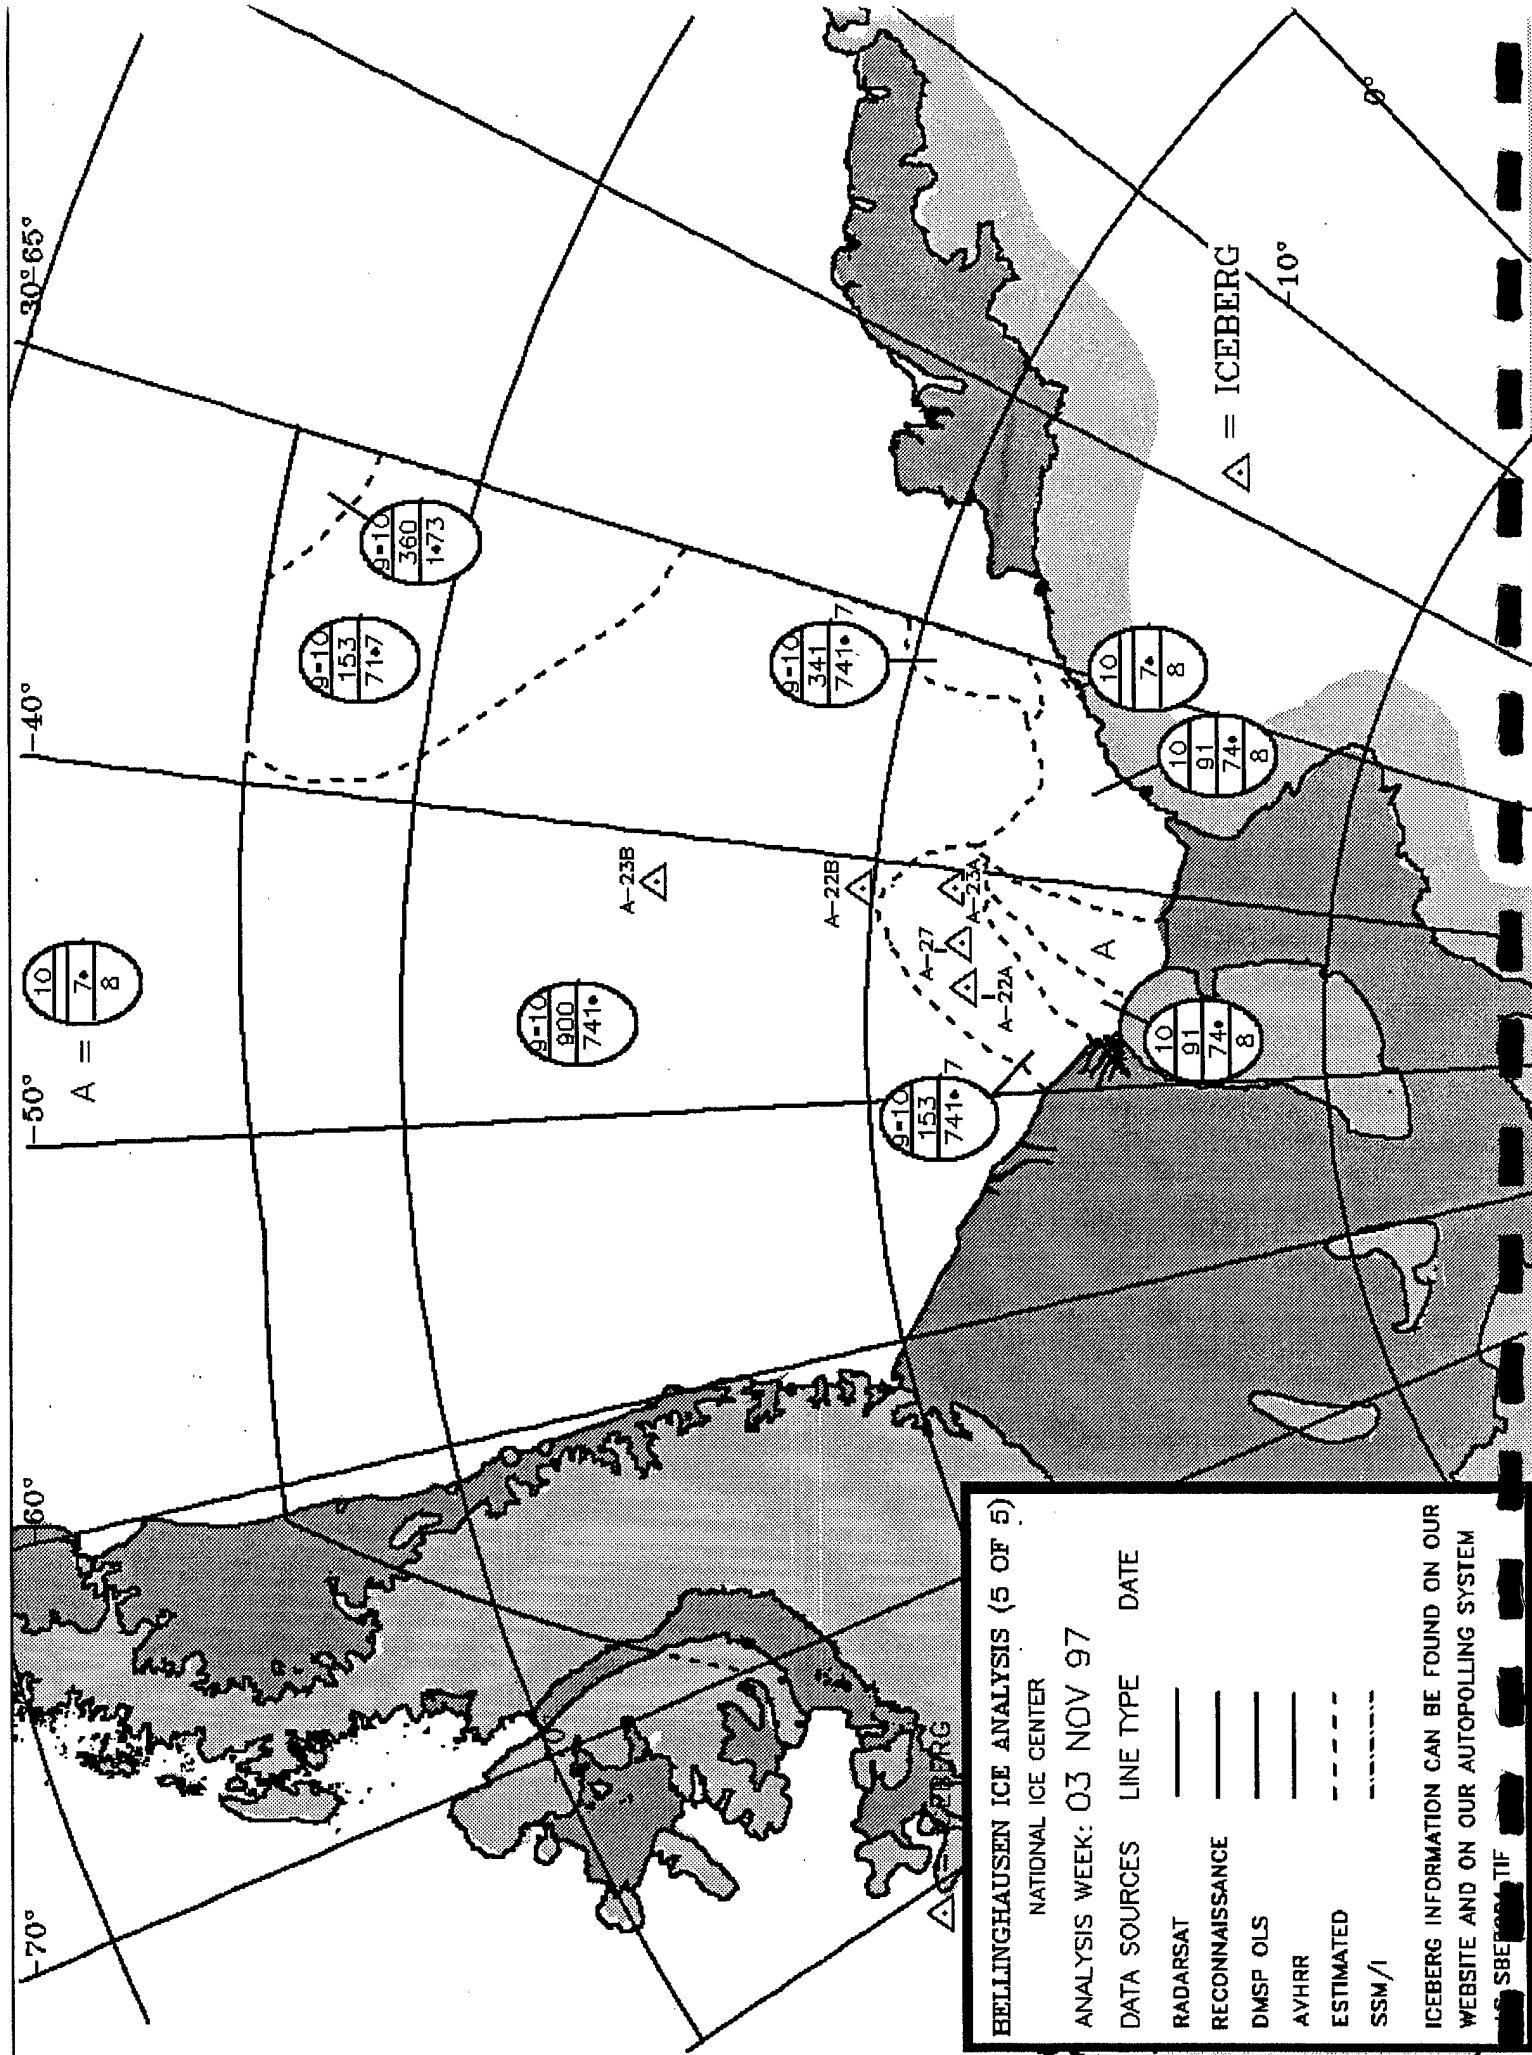 -70°
-60°
-50°
-40°
30°65°
A =
10
7•
8
9-10
153
71•7
9-10
360
1•73
9-10
900
741•
A-23B
A-22B
9-10
341
741•
7
A-27
A-23A
A-22A
A
9-10
153
741•
7
10
91
74•
8
10
91
74•
8
10
7•
8
△ = ICEBERG
-10°
0°
BELLINGHAUSEN ICE ANALYSIS (5 OF 5)
NATIONAL ICE CENTER
ANALYSIS WEEK: 03 NOV 97
DATA SOURCES LINE TYPE DATE
RADARSAT
RECONNAISSANCE
DMSP OLS
AVHRR
ESTIMATED
SSM/I
ICEBERG INFORMATION CAN BE FOUND ON OUR
WEBSITE AND ON OUR AUTOPOLLING SYSTEM
TIF